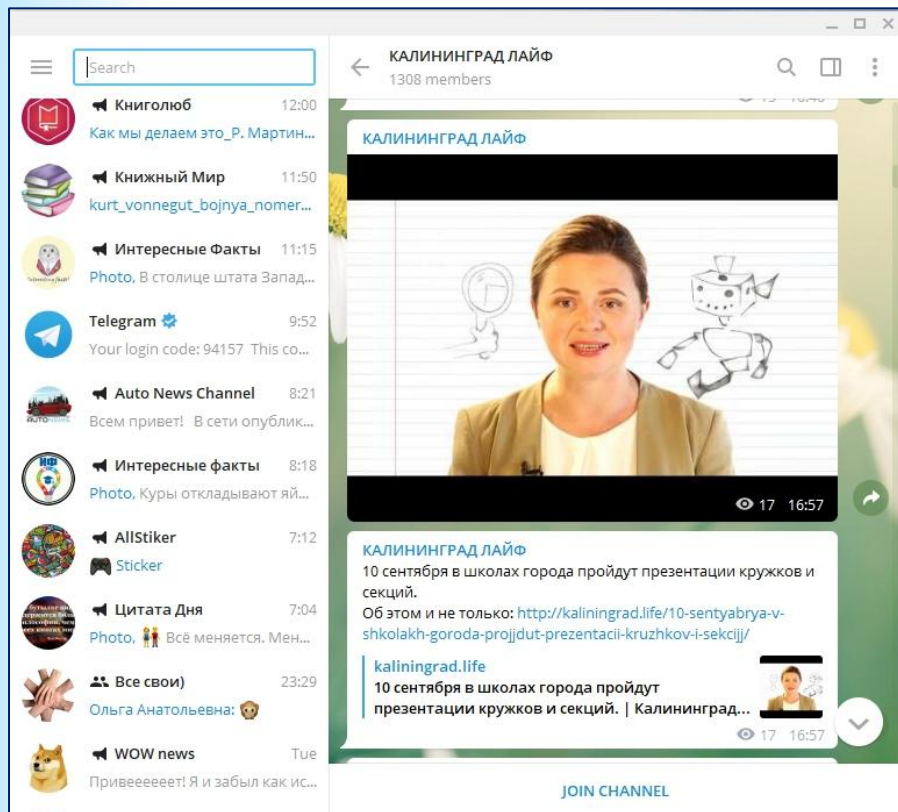 Search
Книголюб 12:00
Как мы делаем это_Р. Мартин...
Книжный Мир 11:50
kurt_vonnegut_bojnya_nomer...
Интересные Факты 11:15
Photo, В столице штата Запад...
Telegram 9:52
Your login code: 94157 This co...
Auto News Channel 8:21
Всем привет! В сети опублик...
Интересные факты 8:18
Photo, Куры откладывают яй...
AllStiker 7:12
Sticker
Цитата Дня 7:04
Photo, Всё меняется. Мен...
Все свои) 23:29
Ольга Анатольевна:
WOW news Tue
Привеееееет! Я и забыл как ис...
КАЛИНИНГРАД ЛАЙФ
1308 members
КАЛИНИНГРАД ЛАЙФ
17 16:57
КАЛИНИНГРАД ЛАЙФ
10 сентября в школах города пройдут презентации кружков и
секций.
Об этом и не только: http://kaliningrad.life/10-sentyabrya-v-
shkolakh-goroda-projjdut-prezentacii-kruzhkov-i-sekcijj/
kaliningrad.life
10 сентября в школах города пройдут
презентации кружков и секций. | Калининград...
17 16:57
JOIN CHANNEL